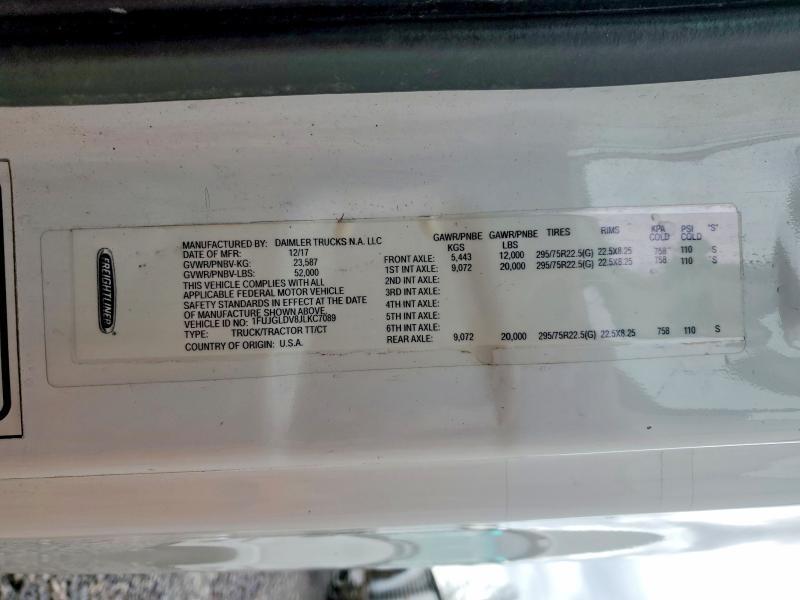 FREIGHTLINER
MANUFACTURED BY: DAIMLER TRUCKS N.A. LLC
DATE OF MFR: 12/17
GVWR/PNBV-KG: 23,587
GVWR/PNBV-LBS: 52,000
THIS VEHICLE COMPLIES WITH ALL
APPLICABLE FEDERAL MOTOR VEHICLE
SAFETY STANDARDS IN EFFECT AT THE DATE
OF MANUFACTURE SHOWN ABOVE.
VEHICLE ID NO.: 1FUJGLDV8JLKC7089
TYPE: TRUCK/TRACTOR TT/CT
COUNTRY OF ORIGIN: U.S.A.
GAWR/PNBE KGS GAWR/PNBE LBS TIRES RIMS KPA COLD PSI COLD "S"
FRONT AXLE: 5,443 12,000 295/75R22.5(G) 22.5X8.25 758 110 S
1ST INT AXLE: 9,072 20,000 295/75R22.5(G) 22.5X8.25 758 110 S
2ND INT AXLE:
3RD INT AXLE:
4TH INT AXLE:
5TH INT AXLE:
6TH INT AXLE:
REAR AXLE: 9,072 20,000 295/75R22.5(G) 22.5X8.25 758 110 S